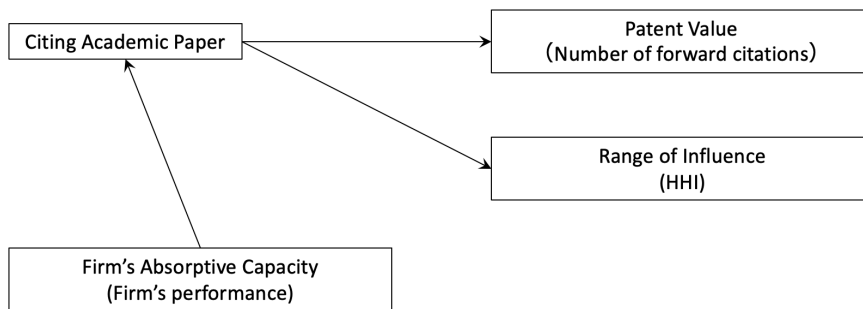 Citing Academic Paper
Patent Value
（Number of forward citations）
Range of Influence
(HHI)
Firm’s Absorptive Capacity
(Firm’s performance)